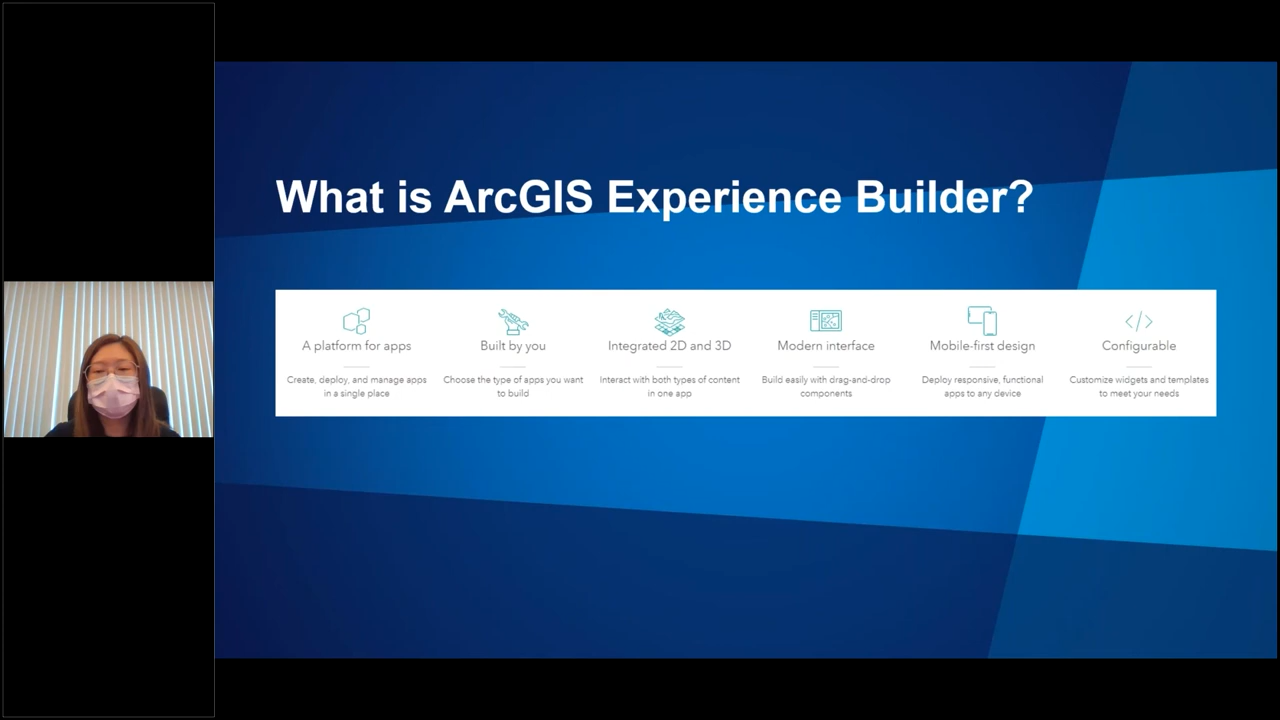 What is ArcGIS Experience Builder?
A platform for apps
Create, deploy, and manage apps
in a single place
Built by you
Choose the type of apps you want
to build
Integrated 2D and 3D
Interact with both types of content
in one app
Modern interface
Build easily with drag-and-drop
components
Mobile-first design
Deploy responsive, functional
apps to any device
Configurable
Customize widgets and templates
to meet your needs